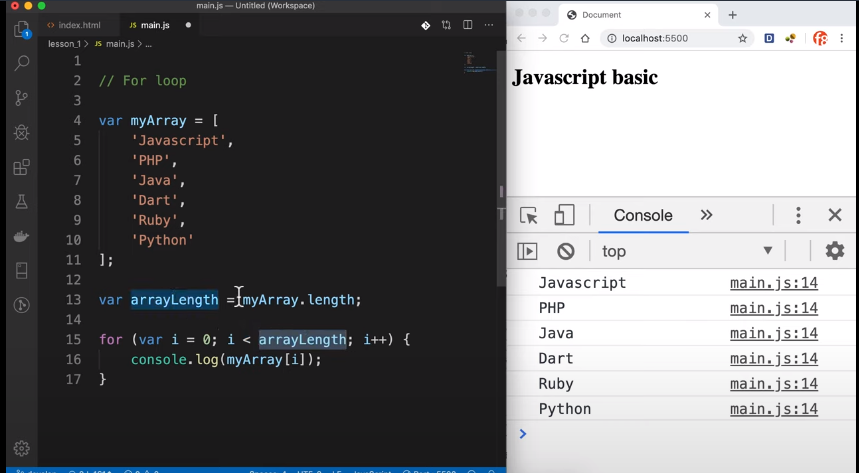 main.js — Untitled (Workspace)
index.html
JS main.js
lesson_1 > JS main.js > ...
1
2 // For loop
3
4 var myArray = [
5 'Javascript',
6 'PHP',
7 'Java',
8 'Dart',
9 'Ruby',
10 'Python'
11 ];
12
13 var arrayLength = myArray.length;
14
15 for (var i = 0; i < arrayLength; i++) {
16 console.log(myArray[i]);
17 }
1
Document
localhost:5500
Javascript basic
Console
top
Javascript main.js:14
PHP main.js:14
Java main.js:14
Dart main.js:14
Ruby main.js:14
Python main.js:14